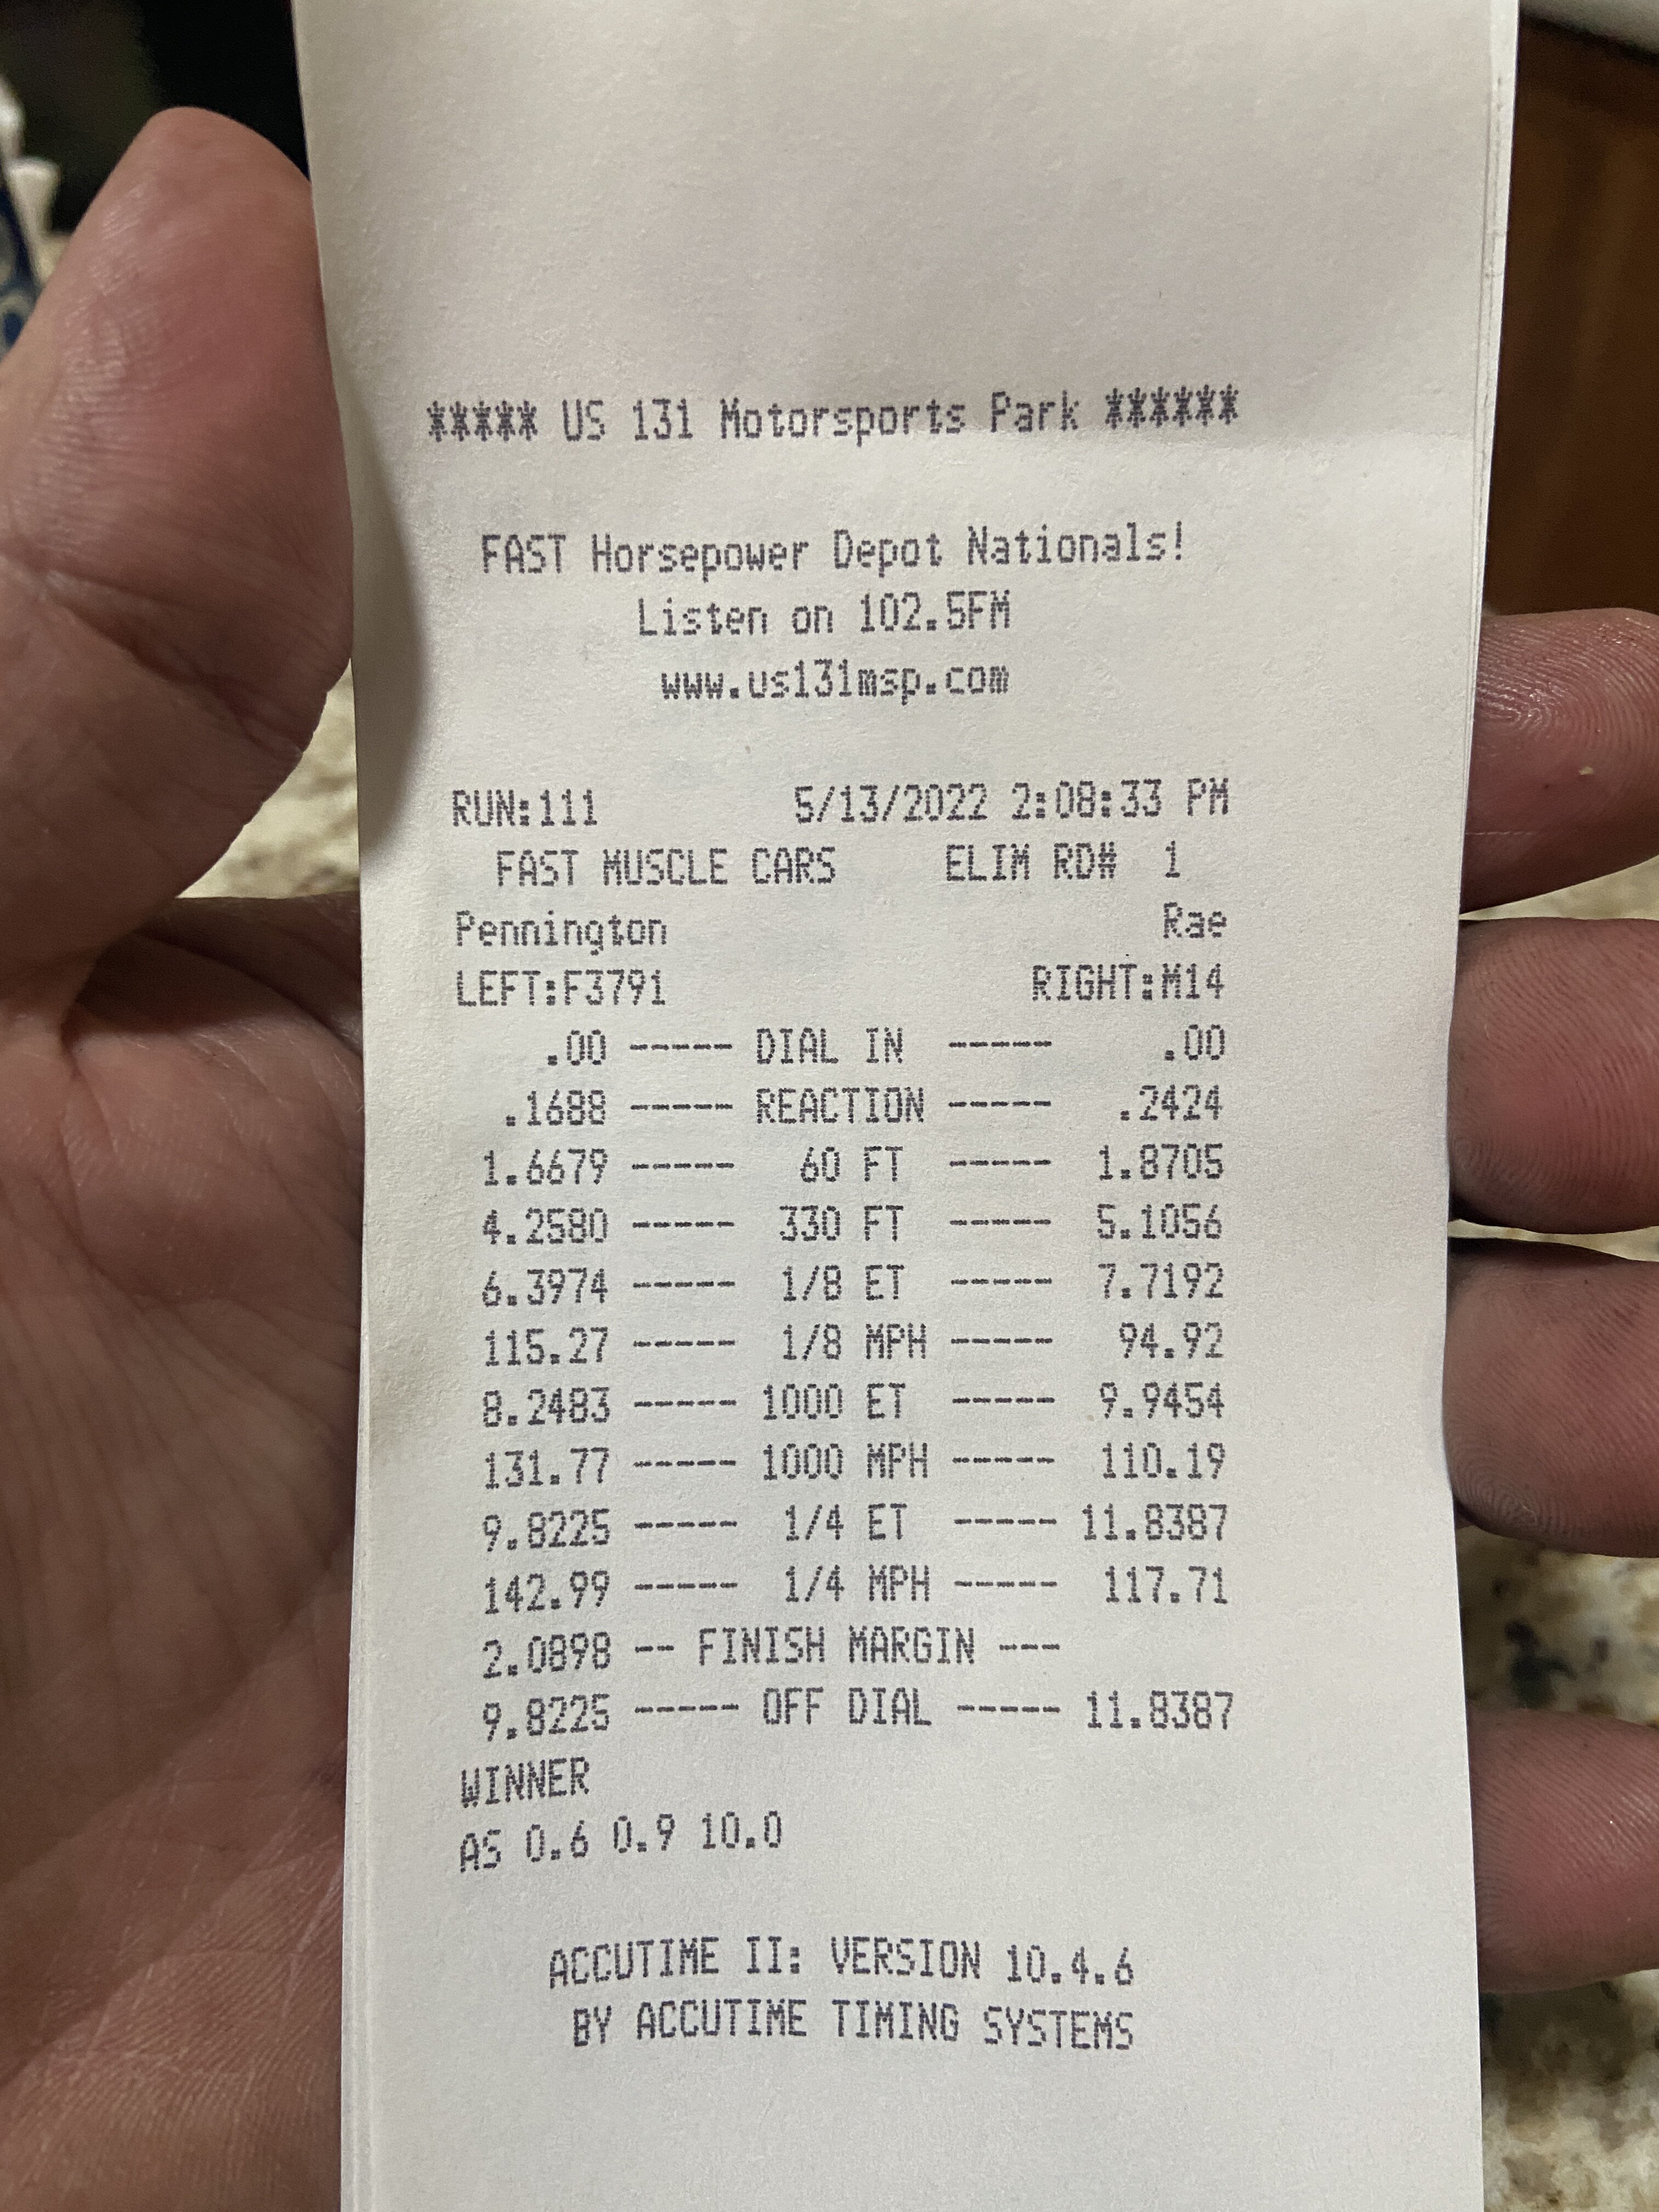 ***** US 131 Motorsports Park ******
FAST Horsepower Depot Nationals!
Listen on 102.5FM
www.us131msp.com
RUN:111 5/13/2022 2:08:33 PM
FAST MUSCLE CARS ELIM RD# 1
Pennington Rae
LEFT:F3791 RIGHT:M14
.00 ----- DIAL IN ----- .00
.1688 ----- REACTION ----- .2424
1.6679 ----- 60 FT ----- 1.8705
4.2580 ----- 330 FT ----- 5.1056
6.3974 ----- 1/8 ET ----- 7.7192
115.27 ----- 1/8 MPH ----- 94.92
8.2483 ----- 1000 ET ----- 9.9454
131.77 ----- 1000 MPH ----- 110.19
9.8225 ----- 1/4 ET ----- 11.8387
142.99 ----- 1/4 MPH ----- 117.71
2.0898 -- FINISH MARGIN ---
9.8225 ----- OFF DIAL ----- 11.8387
WINNER
AS 0.6 0.9 10.0
ACCUTIME II: VERSION 10.4.6
BY ACCUTIME TIMING SYSTEMS